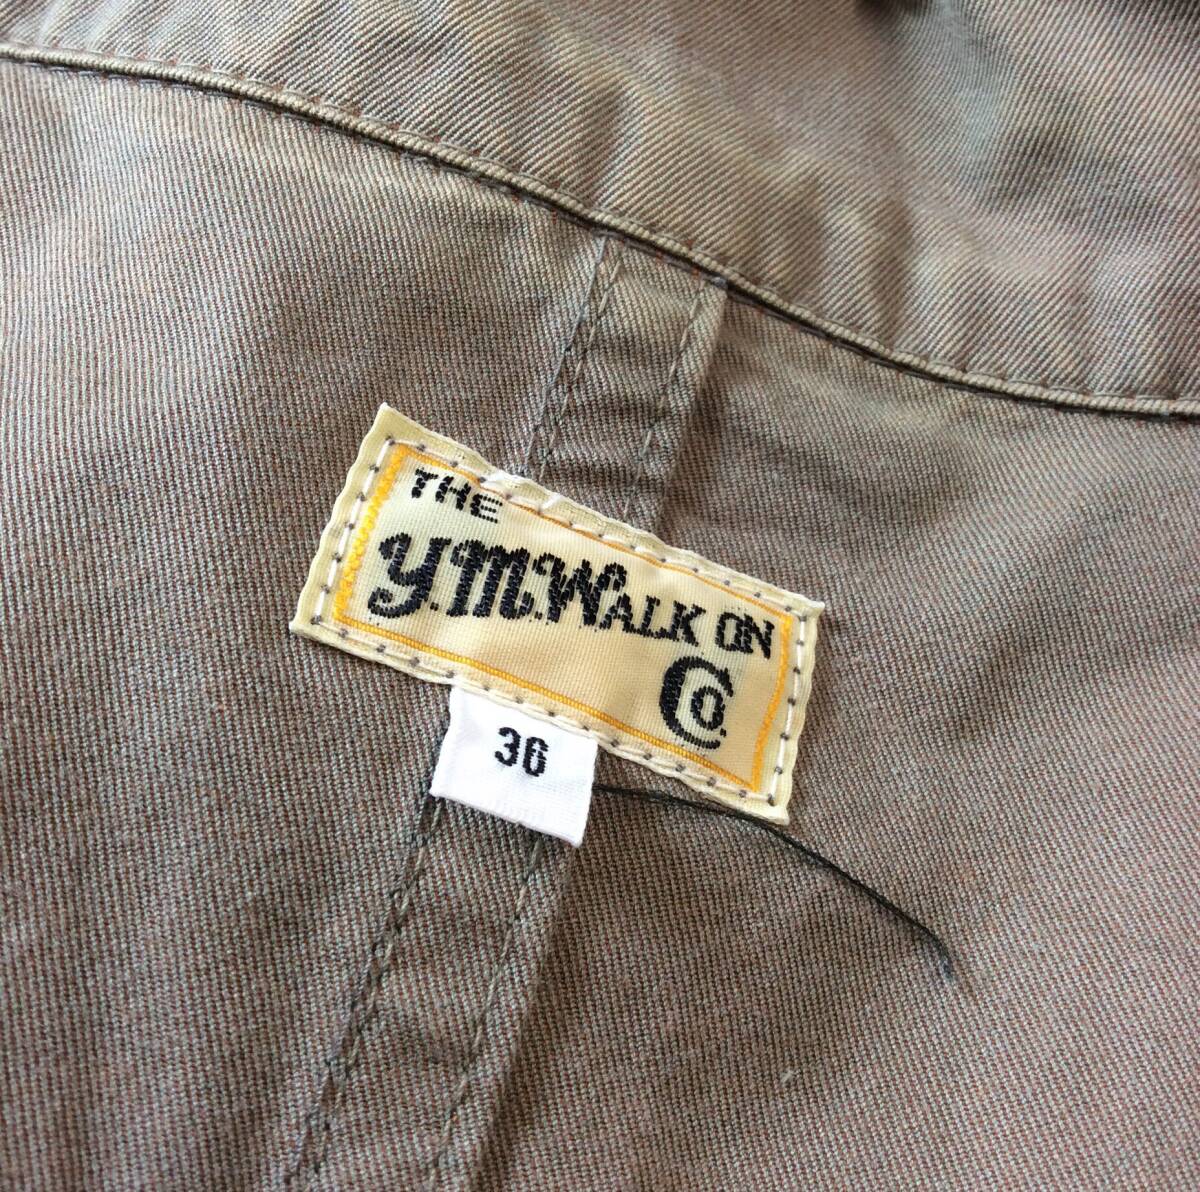 THE
Y.M.WALK ON
CO.
36